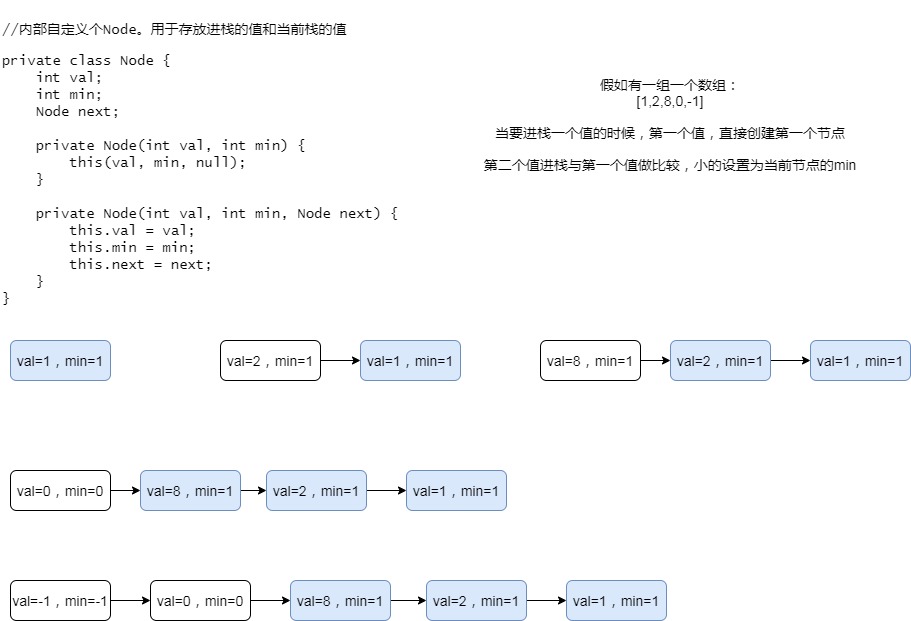 //内部自定义个Node。用于存放进栈的值和当前栈的值
private class Node {
    int val;
    int min;
    Node next;
    private Node(int val, int min) {
        this(val, min, null);
    }
    private Node(int val, int min, Node next) {
        this.val = val;
        this.min = min;
        this.next = next;
    }
}
假如有一组一个数组：
[1,2,8,0,-1]
当要进栈一个值的时候，第一个值，直接创建第一个节点
第二个值进栈与第一个值做比较，小的设置为当前节点的min
val=1，min=1
val=2，min=1
val=1，min=1
val=8，min=1
val=2，min=1
val=1，min=1
val=0，min=0
val=8，min=1
val=2，min=1
val=1，min=1
val=-1，min=-1
val=0，min=0
val=8，min=1
val=2，min=1
val=1，min=1